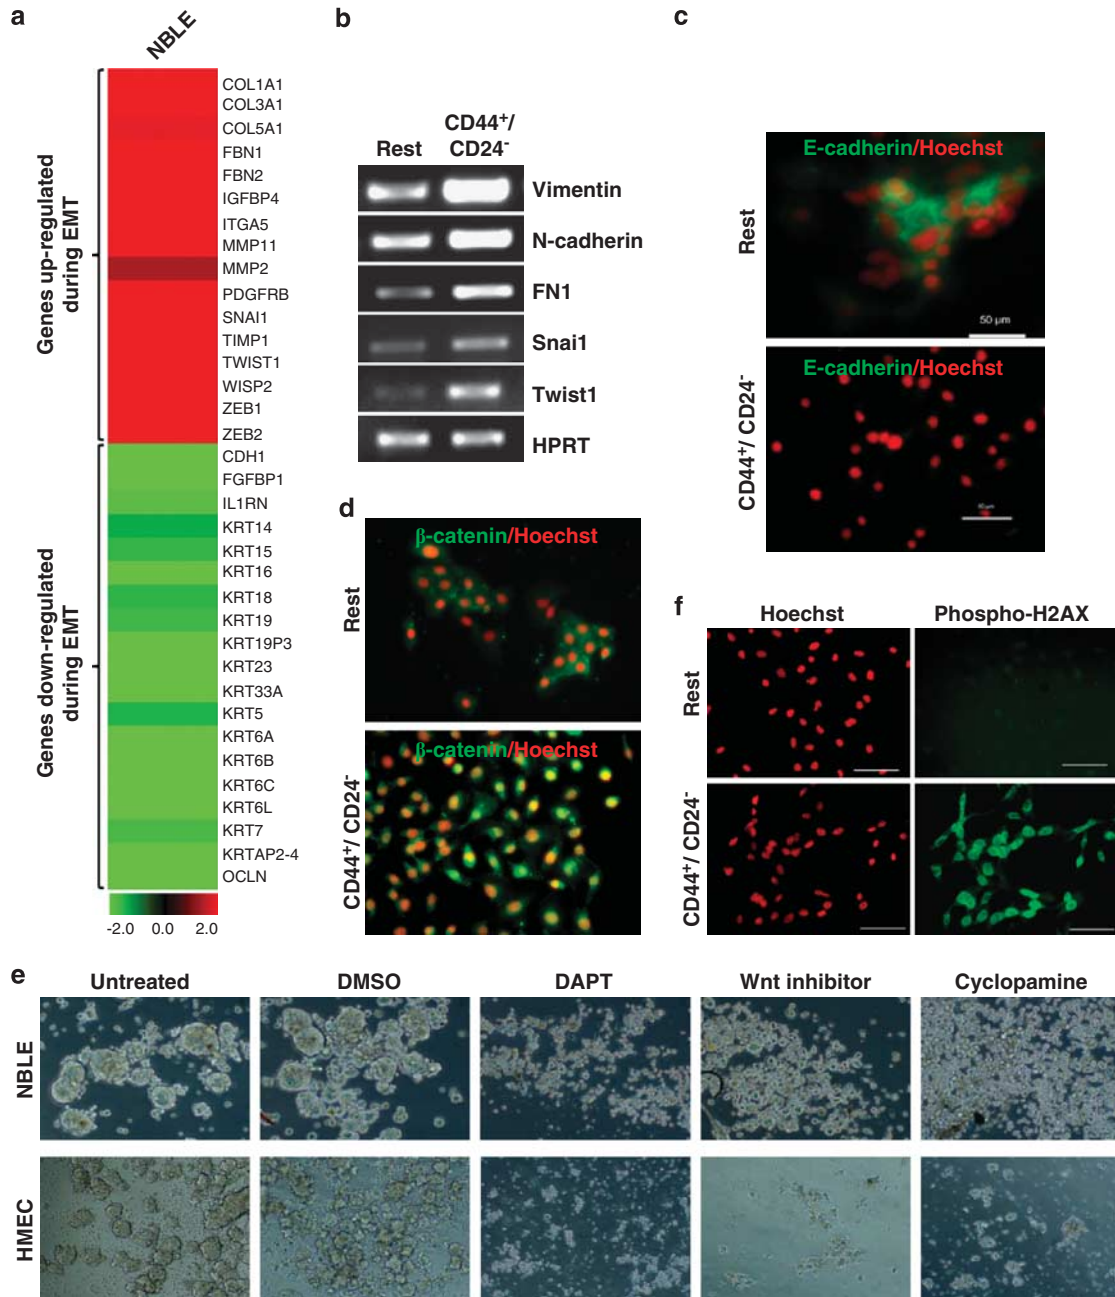 a
NBLE
Genes up-regulated
during EMT
COL1A1
COL3A1
COL5A1
FBN1
FBN2
IGFBP4
ITGA5
MMP11
MMP2
PDGFRB
SNAI1
TIMP1
TWIST1
WISP2
ZEB1
ZEB2
Genes down-regulated
during EMT
CDH1
FGFBP1
IL1RN
KRT14
KRT15
KRT16
KRT18
KRT19
KRT19P3
KRT23
KRT33A
KRT5
KRT6A
KRT6B
KRT6C
KRT6L
KRT7
KRTAP2-4
OCLN
-2.0 0.0 2.0
b
Rest
CD44+/
CD24-
Vimentin
N-cadherin
FN1
Snai1
Twist1
HPRT
c
Rest
E-cadherin/Hoechst
50 µm
CD44+/ CD24-
E-cadherin/Hoechst
d
Rest
β-catenin/Hoechst
CD44+/ CD24-
β-catenin/Hoechst
f
Hoechst Phospho-H2AX
Rest
CD44+/ CD24-
e
Untreated DMSO DAPT Wnt inhibitor Cyclopamine
NBLE
HMEC